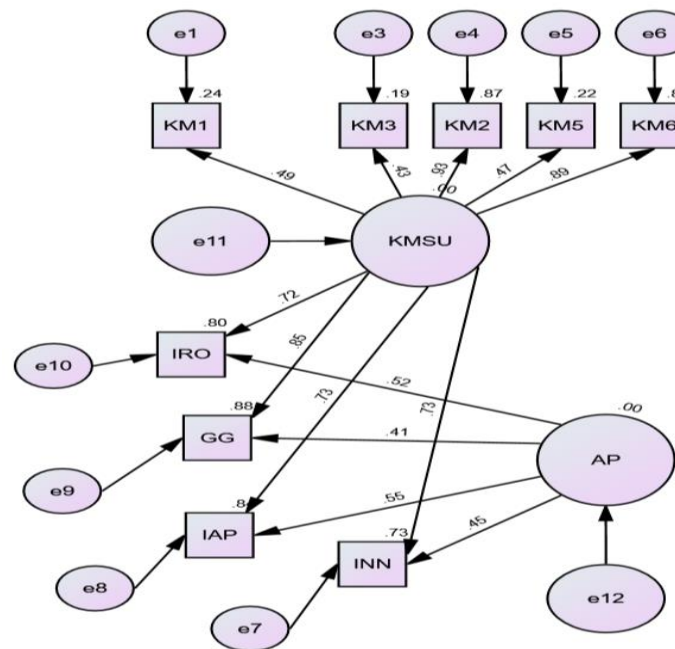 e1
e3
e4
e5
e6
.24
.19
.87
.22
.8
KM1
KM3
KM2
KM5
KM6
.49
.43
.93
.47
.89
.00
e11
KMSU
.72
.85
.73
.73
.80
e10
IRO
.52
.00
.88
GG
.41
AP
e9
.8
IAP
.55
.45
.73
INN
e8
e7
e12